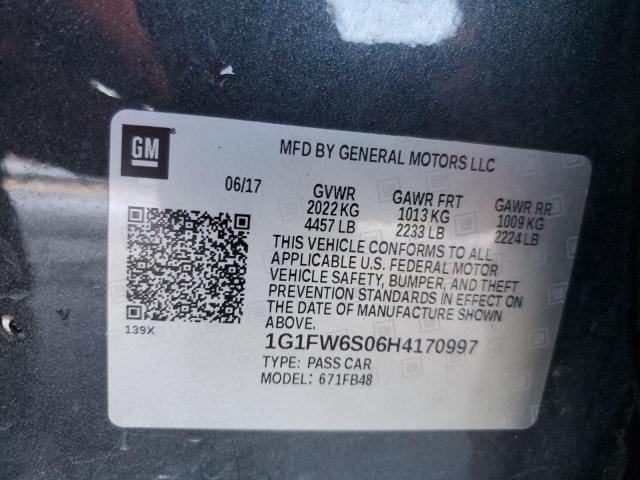 GM
®
MFD BY GENERAL MOTORS LLC
06/17
GVWR GAWR FRT GAWR RR
2022 KG 1013 KG 1009 KG
4457 LB 2233 LB 2224 LB
THIS VEHICLE CONFORMS TO ALL
APPLICABLE U.S. FEDERAL MOTOR
VEHICLE SAFETY, BUMPER, AND THEFT
PREVENTION STANDARDS IN EFFECT ON
THE DATE OF MANUFACTURE SHOWN
ABOVE.
139X
1G1FW6S06H4170997
TYPE: PASS CAR
MODEL: 671FB48